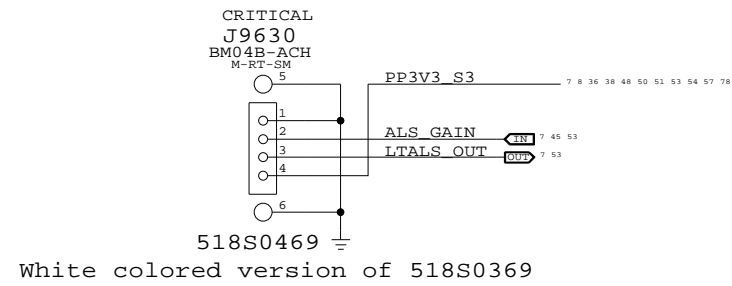 CRITICAL
J9630
BM04B-ACH
M-RT-SM
5
PP3V3_S3
7 8 36 38 48 50 51 53 54 57 78
1
2
ALS_GAIN
IN
7 45 53
3
LTALS_OUT
OUT
7 53
4
6
518S0469
White colored version of 518S0369